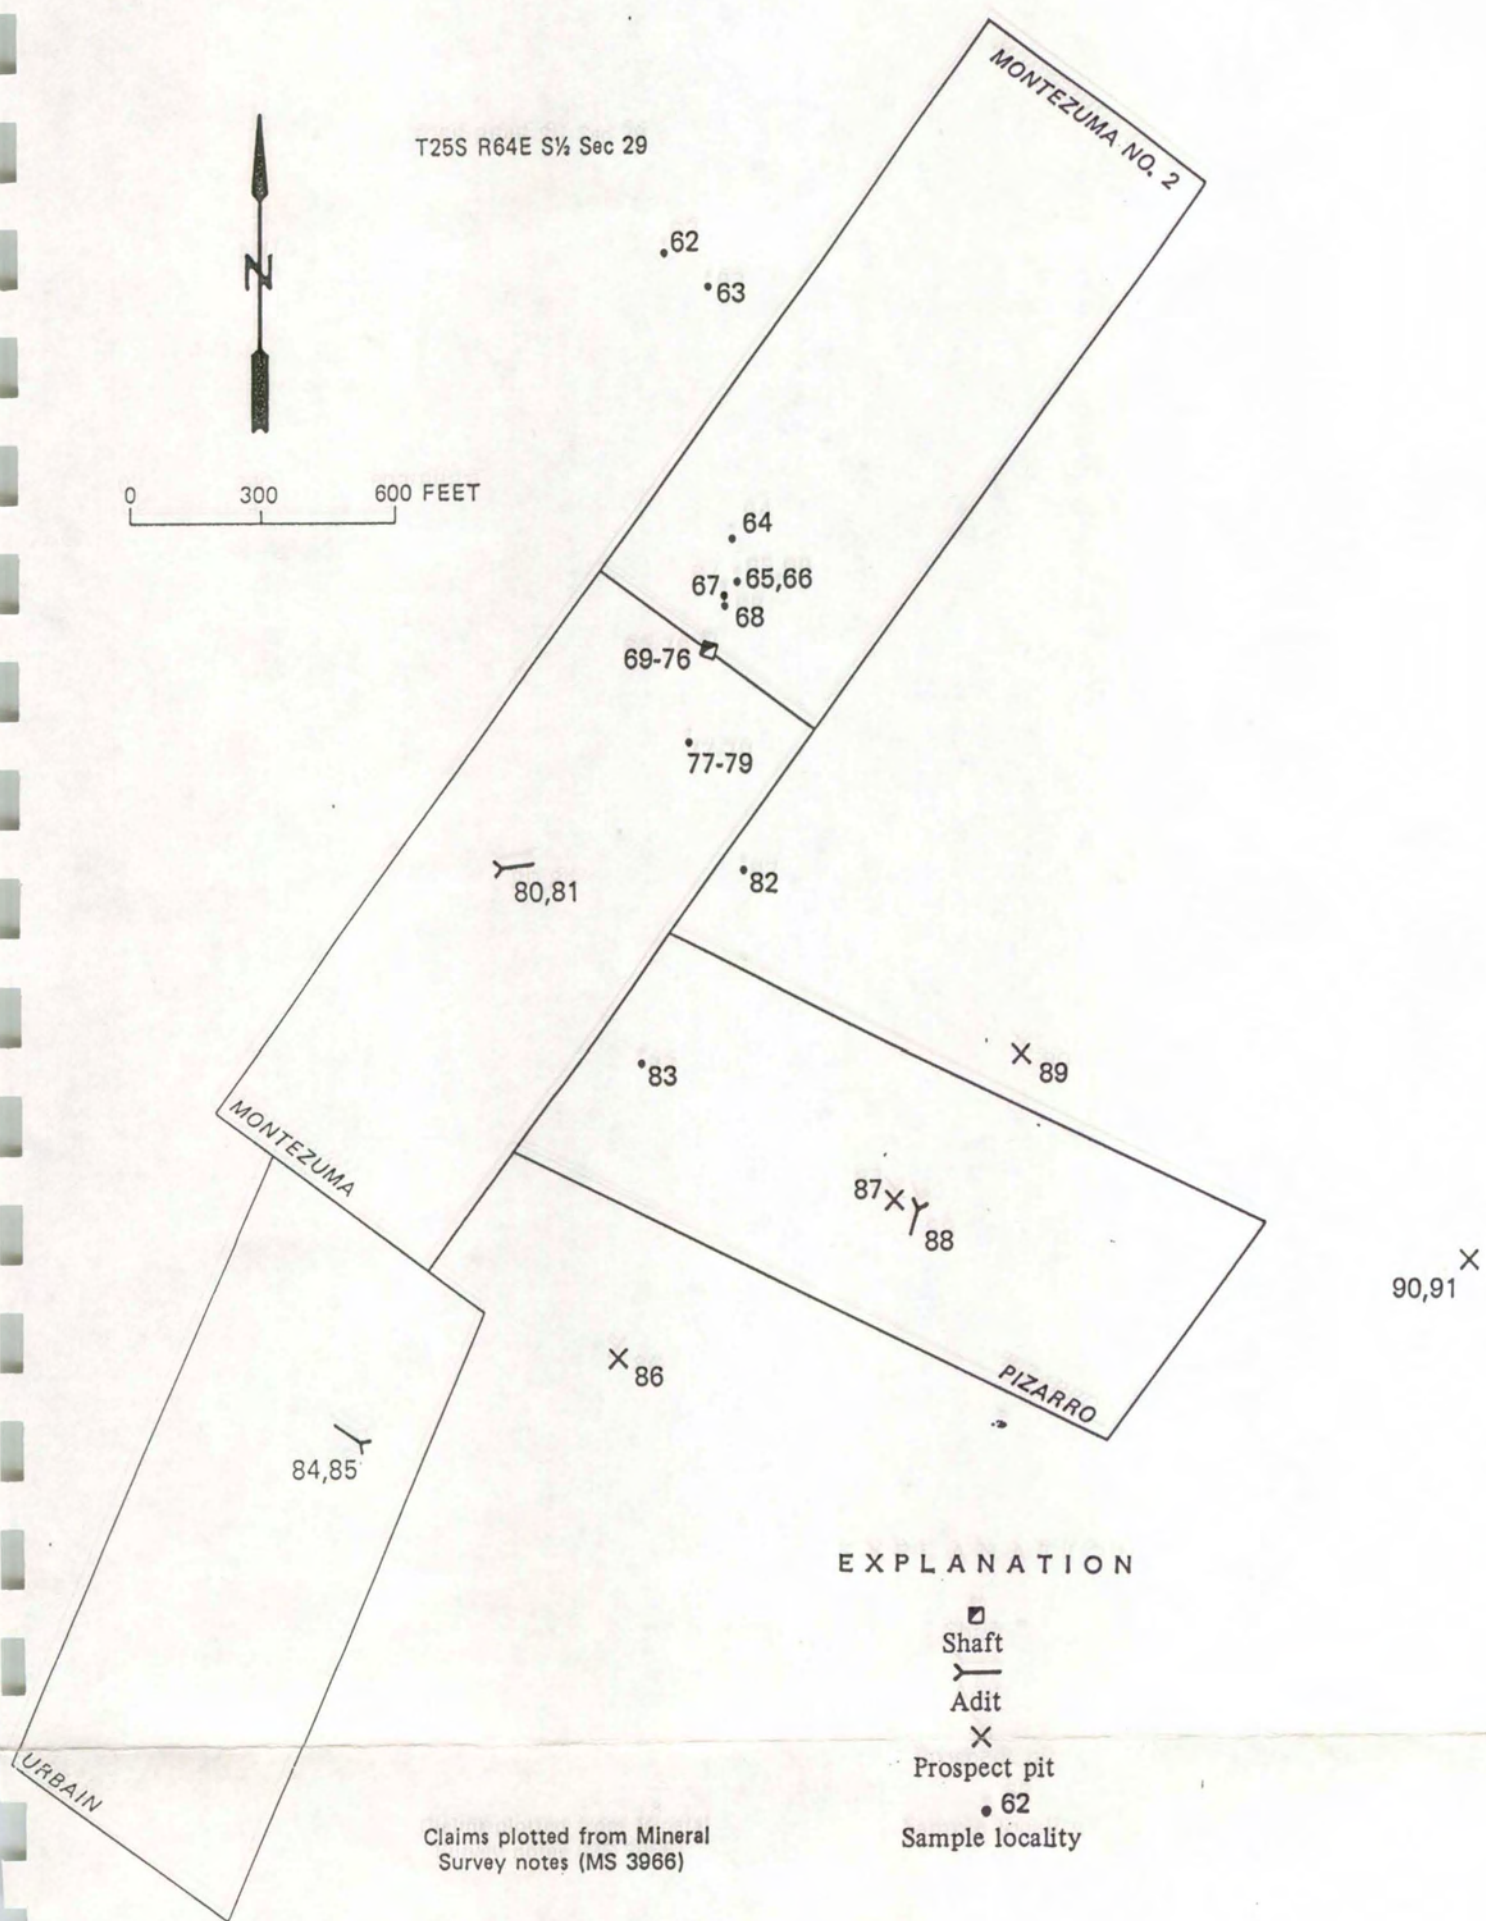 MONTEZUMA NO. 2
T25S R64E S½ Sec 29
62
63
N
0 300 600 FEET
64
65,66
67
68
69-76
77-79
80,81
82
83
89
MONTEZUMA
87
88
90,91
86
PIZARRO
84,85
EXPLANATION
Shaft
Adit
Prospect pit
62
Sample locality
URBAIN
Claims plotted from Mineral
Survey notes (MS 3966)